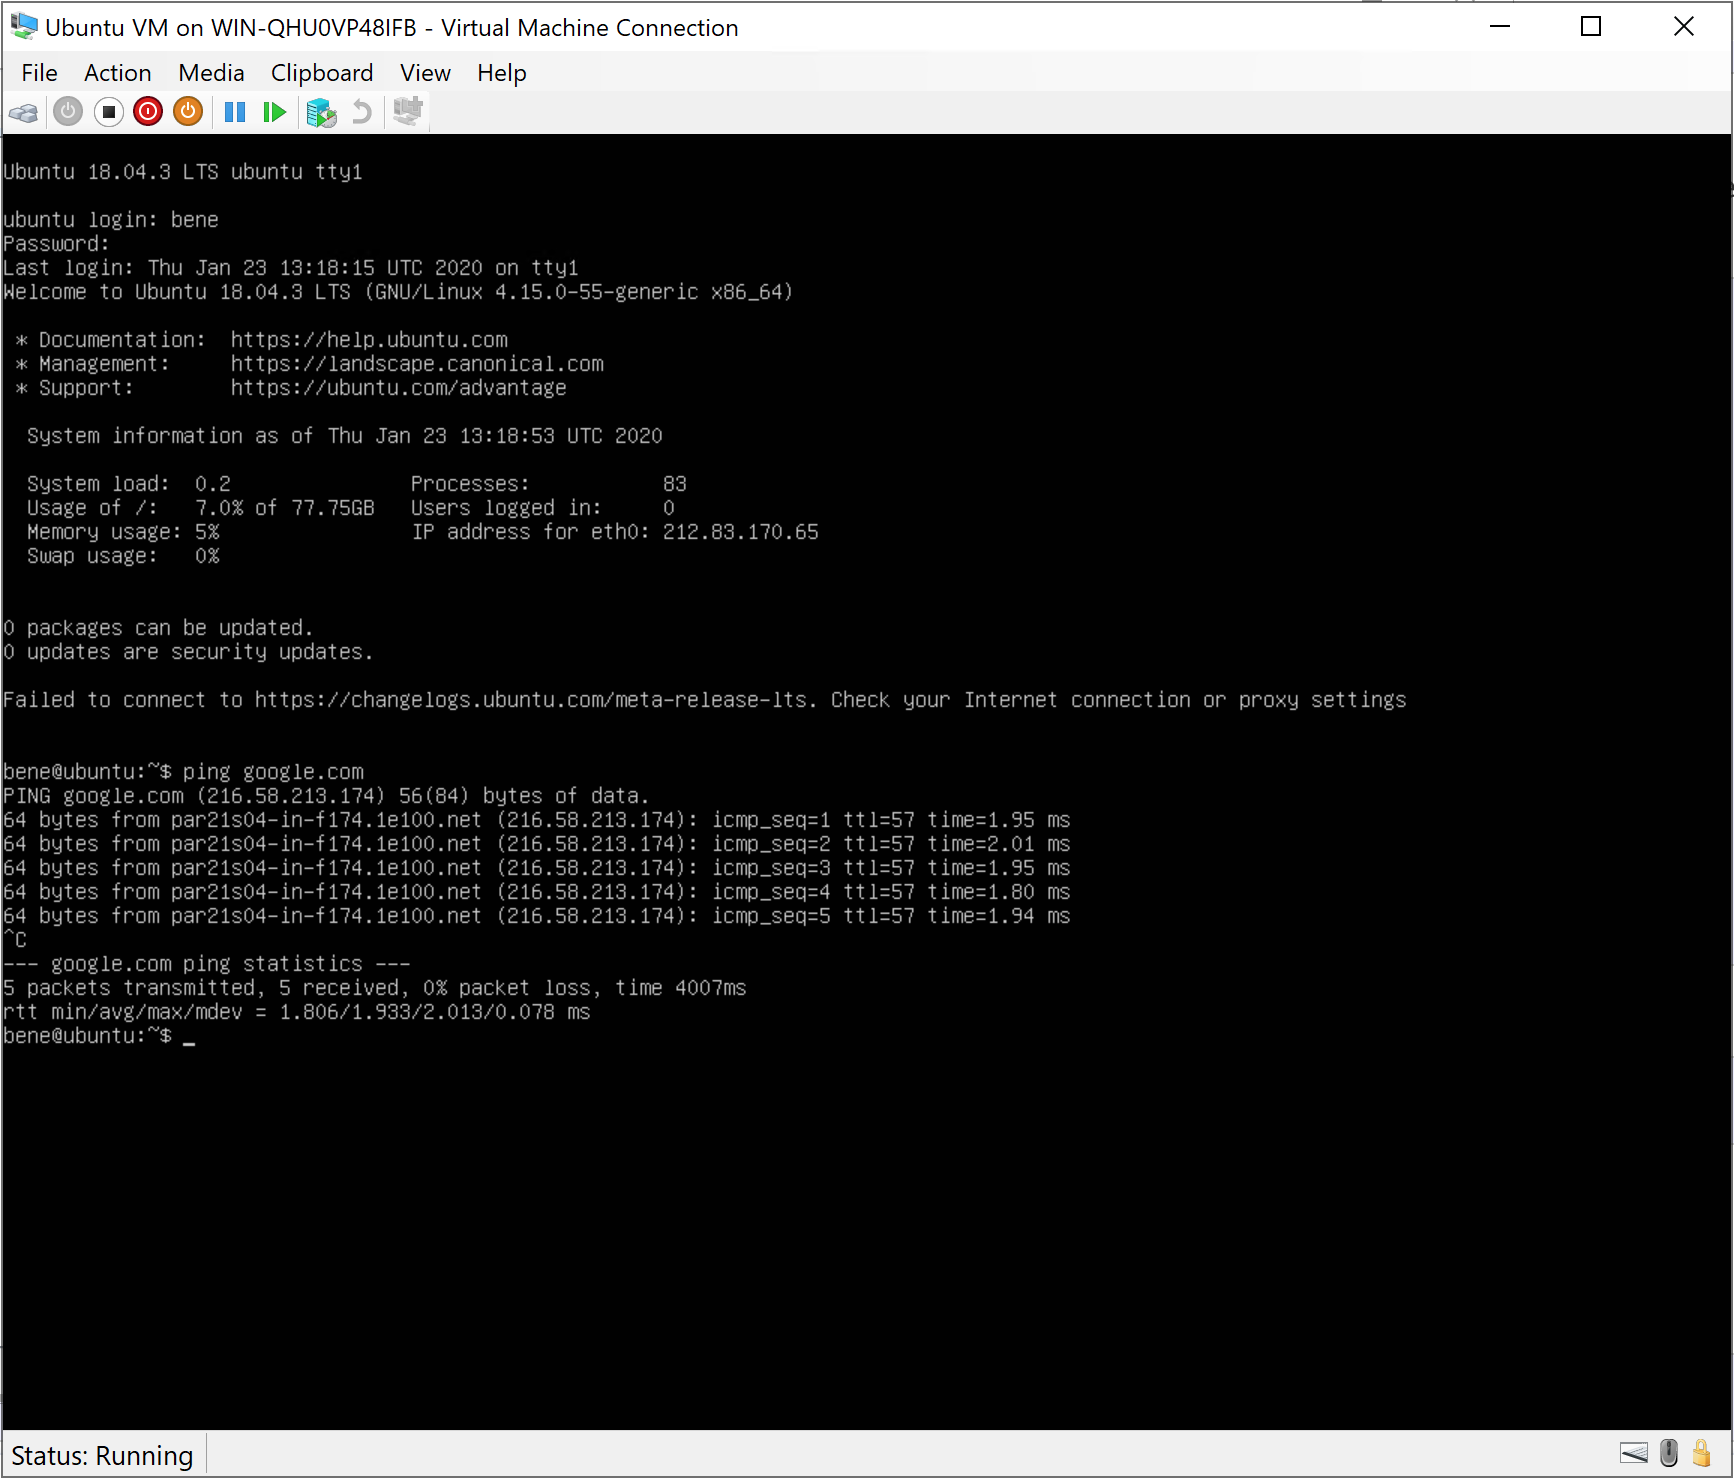 Ubuntu VM on WIN-QHU0VP48IFB - Virtual Machine Connection
File Action Media Clipboard View Help
Ubuntu 18.04.3 LTS ubuntu tty1
ubuntu login: bene
Password:
Last login: Thu Jan 23 13:18:15 UTC 2020 on tty1
Welcome to Ubuntu 18.04.3 LTS (GNU/Linux 4.15.0-55-generic x86_64)
* Documentation: https://help.ubuntu.com
* Management: https://landscape.canonical.com
* Support: https://ubuntu.com/advantage
System information as of Thu Jan 23 13:18:53 UTC 2020
System load: 0.2 Processes: 83
Usage of /: 7.0% of 77.75GB Users logged in: 0
Memory usage: 5% IP address for eth0: 212.83.170.65
Swap usage: 0%
0 packages can be updated.
0 updates are security updates.
Failed to connect to https://changelogs.ubuntu.com/meta-release-lts. Check your Internet connection or proxy settings
bene@ubuntu:~$ ping google.com
PING google.com (216.58.213.174) 56(84) bytes of data.
64 bytes from par21s04-in-f174.1e100.net (216.58.213.174): icmp_seq=1 ttl=57 time=1.95 ms
64 bytes from par21s04-in-f174.1e100.net (216.58.213.174): icmp_seq=2 ttl=57 time=2.01 ms
64 bytes from par21s04-in-f174.1e100.net (216.58.213.174): icmp_seq=3 ttl=57 time=1.95 ms
64 bytes from par21s04-in-f174.1e100.net (216.58.213.174): icmp_seq=4 ttl=57 time=1.80 ms
64 bytes from par21s04-in-f174.1e100.net (216.58.213.174): icmp_seq=5 ttl=57 time=1.94 ms
^C
--- google.com ping statistics ---
5 packets transmitted, 5 received, 0% packet loss, time 4007ms
rtt min/avg/max/mdev = 1.806/1.933/2.013/0.078 ms
bene@ubuntu:~$ _
Status: Running